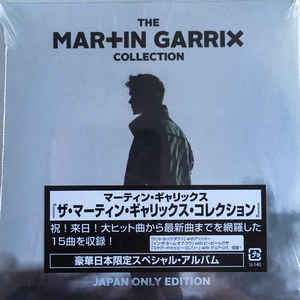 THE
MAR+IN GARRIX
COLLECTION
マーティン・ギャリックス
『ザ・マーティン・ギャリックス・コレクション』
祝!来日!大ヒット曲から最新曲までを網羅した
15曲を収録!
豪華日本限定スペシャル・アルバム
JAPAN ONLY EDITION